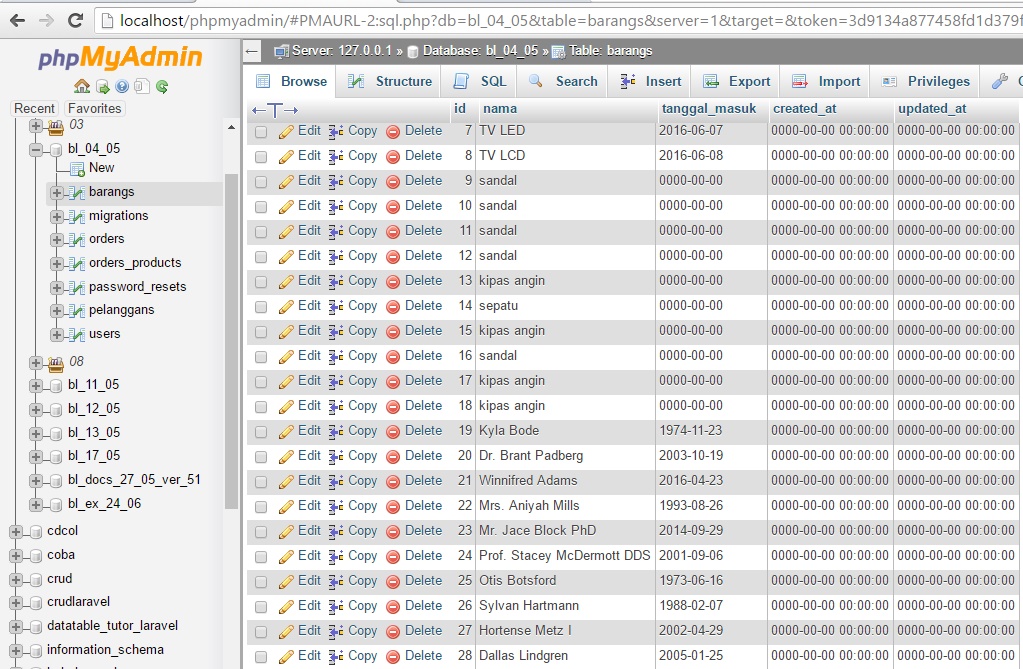 localhost/phpmyadmin/#PMAURL-2:sql.php?db=bl_04_05&table=barangs&server=1&target=&token=3d9134a877458fd1d379f
phpMyAdmin
Recent Favorites
03
bl_04_05
New
barangs
migrations
orders
orders_products
password_resets
pelanggans
users
08
bl_11_05
bl_12_05
bl_13_05
bl_17_05
bl_docs_27_05_ver_51
bl_ex_24_06
cdcol
coba
crud
crudlaravel
datatable_tutor_laravel
information_schema
Server: 127.0.0.1 » Database: bl_04_05 » Table: barangs
Browse Structure SQL Search Insert Export Import Privileges
←T→ id nama tanggal_masuk created_at updated_at
Edit Copy Delete 7 TV LED 2016-06-07 0000-00-00 00:00:00 0000-00-00 00:00:00
Edit Copy Delete 8 TV LCD 2016-06-08 0000-00-00 00:00:00 0000-00-00 00:00:00
Edit Copy Delete 9 sandal 0000-00-00 0000-00-00 00:00:00 0000-00-00 00:00:00
Edit Copy Delete 10 sandal 0000-00-00 0000-00-00 00:00:00 0000-00-00 00:00:00
Edit Copy Delete 11 sandal 0000-00-00 0000-00-00 00:00:00 0000-00-00 00:00:00
Edit Copy Delete 12 sandal 0000-00-00 0000-00-00 00:00:00 0000-00-00 00:00:00
Edit Copy Delete 13 kipas angin 0000-00-00 0000-00-00 00:00:00 0000-00-00 00:00:00
Edit Copy Delete 14 sepatu 0000-00-00 0000-00-00 00:00:00 0000-00-00 00:00:00
Edit Copy Delete 15 kipas angin 0000-00-00 0000-00-00 00:00:00 0000-00-00 00:00:00
Edit Copy Delete 16 sandal 0000-00-00 0000-00-00 00:00:00 0000-00-00 00:00:00
Edit Copy Delete 17 kipas angin 0000-00-00 0000-00-00 00:00:00 0000-00-00 00:00:00
Edit Copy Delete 18 kipas angin 0000-00-00 0000-00-00 00:00:00 0000-00-00 00:00:00
Edit Copy Delete 19 Kyla Bode 1974-11-23 0000-00-00 00:00:00 0000-00-00 00:00:00
Edit Copy Delete 20 Dr. Brant Padberg 2003-10-19 0000-00-00 00:00:00 0000-00-00 00:00:00
Edit Copy Delete 21 Winnifred Adams 2016-04-23 0000-00-00 00:00:00 0000-00-00 00:00:00
Edit Copy Delete 22 Mrs. Aniyah Mills 1993-08-26 0000-00-00 00:00:00 0000-00-00 00:00:00
Edit Copy Delete 23 Mr. Jace Block PhD 2014-09-29 0000-00-00 00:00:00 0000-00-00 00:00:00
Edit Copy Delete 24 Prof. Stacey McDermott DDS 2001-09-06 0000-00-00 00:00:00 0000-00-00 00:00:00
Edit Copy Delete 25 Otis Botsford 1973-06-16 0000-00-00 00:00:00 0000-00-00 00:00:00
Edit Copy Delete 26 Sylvan Hartmann 1988-02-07 0000-00-00 00:00:00 0000-00-00 00:00:00
Edit Copy Delete 27 Hortense Metz I 2002-04-29 0000-00-00 00:00:00 0000-00-00 00:00:00
Edit Copy Delete 28 Dallas Lindgren 2005-01-25 0000-00-00 00:00:00 0000-00-00 00:00:00